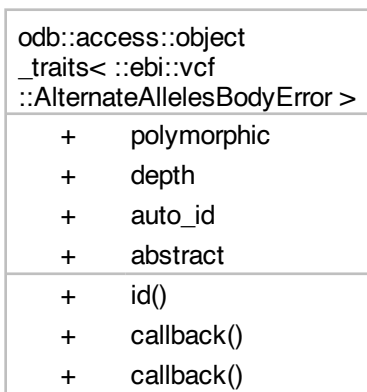 odb::access::object
_traits< ::ebi::vcf
::AlternateAllelesBodyError >
+ polymorphic
+ depth
+ auto_id
+ abstract
+ id()
+ callback()
+ callback()